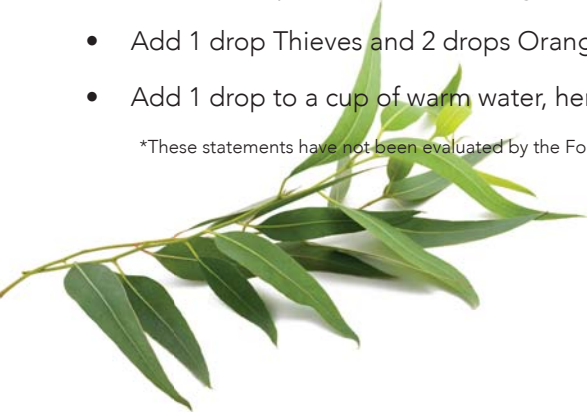 • Add 1 drop Thieves and 2 drops Orang
• Add 1 drop to a cup of warm water, her
*These statements have not been evaluated by the Fo